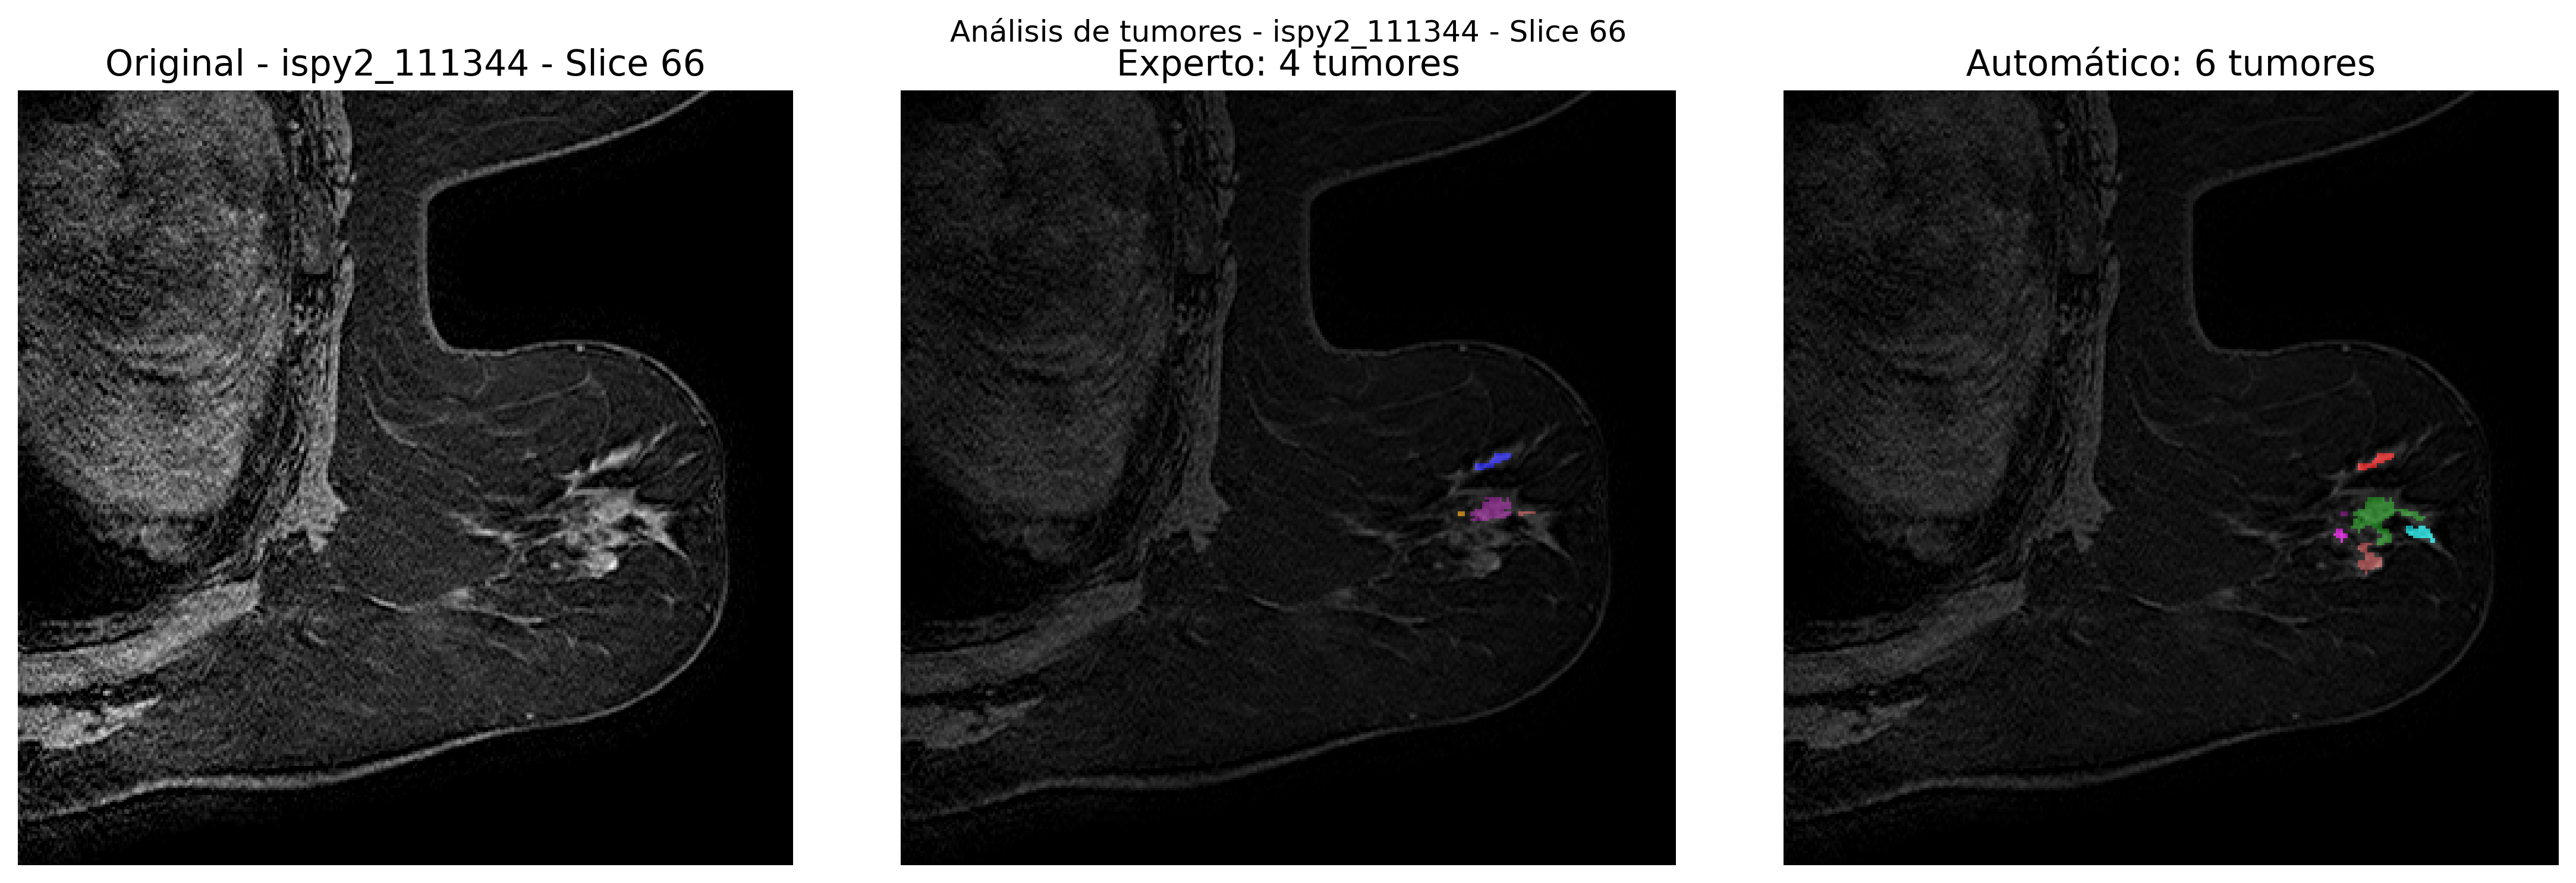 Análisis de tumores - ispy2_111344 - Slice 66
Original - ispy2_111344 - Slice 66
Experto: 4 tumores
Automático: 6 tumores